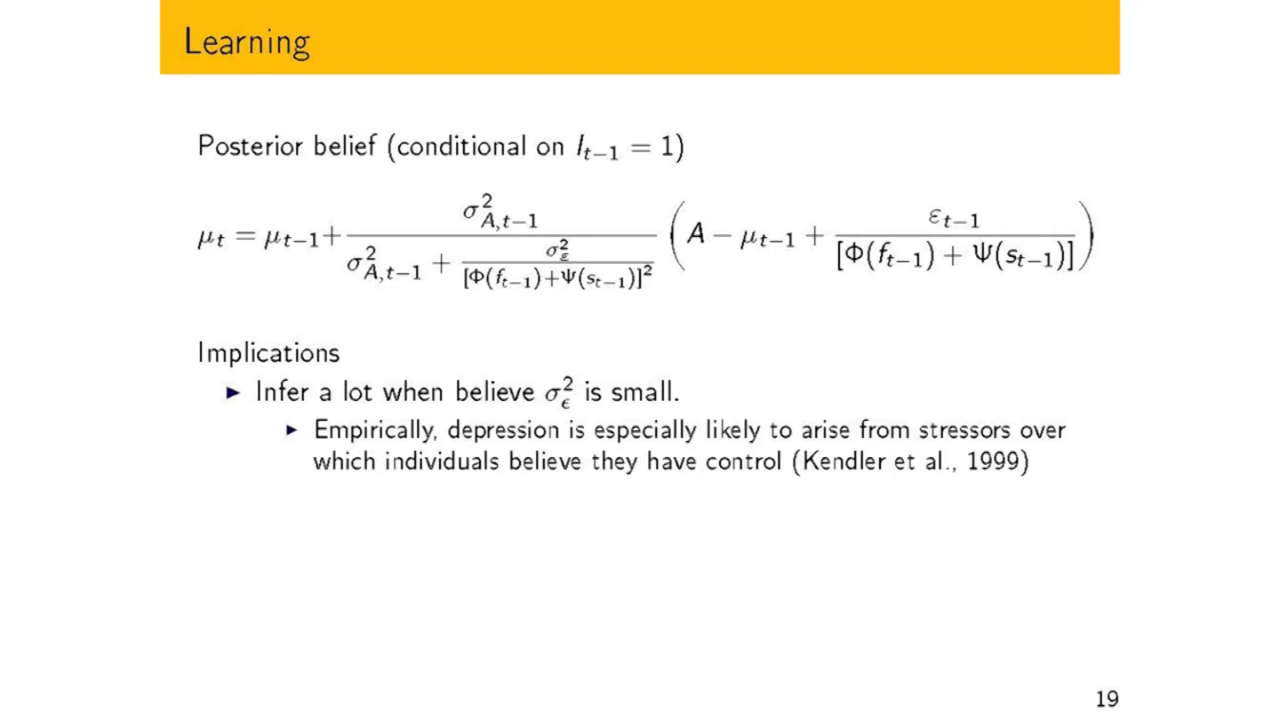 Learning
Posterior belief (conditional on I_{t−1} = 1)
μ_t = μ_{t−1} + \frac{σ²_{A,t−1}}{σ²_{A,t−1} + \frac{σ²_ε}{[Φ(f_{t−1})+Ψ(s_{t−1})]²}} ( A − μ_{t−1} + \frac{ε_{t−1}}{[Φ(f_{t−1}) + Ψ(s_{t−1})]} )
Implications
▶ Infer a lot when believe σ²_ϵ is small.
▶ Empirically, depression is especially likely to arise from stressors over
which individuals believe they have control (Kendler et al., 1999)
19